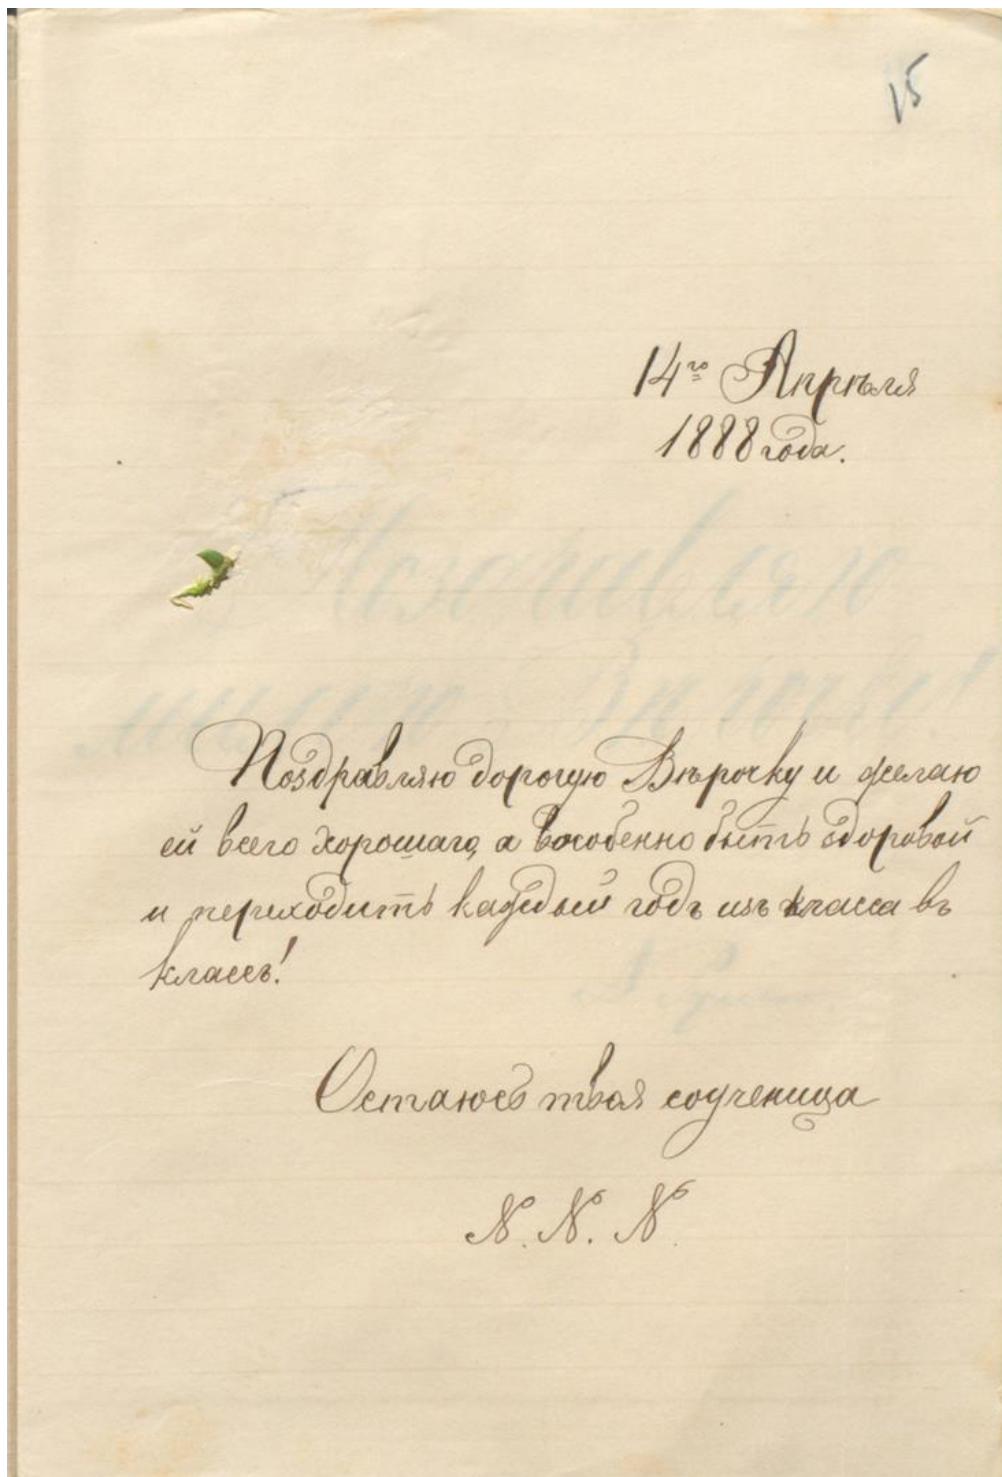 15
14го Апрѣля
1888 года.
Поздравляю дорогую Вѣрочку и желаю
ей всего хорошаго, а вособенно быть здоровой
и переходить каждый годъ изъ класса въ
классъ!
Остаюсь твоя соученица
N. N. N.